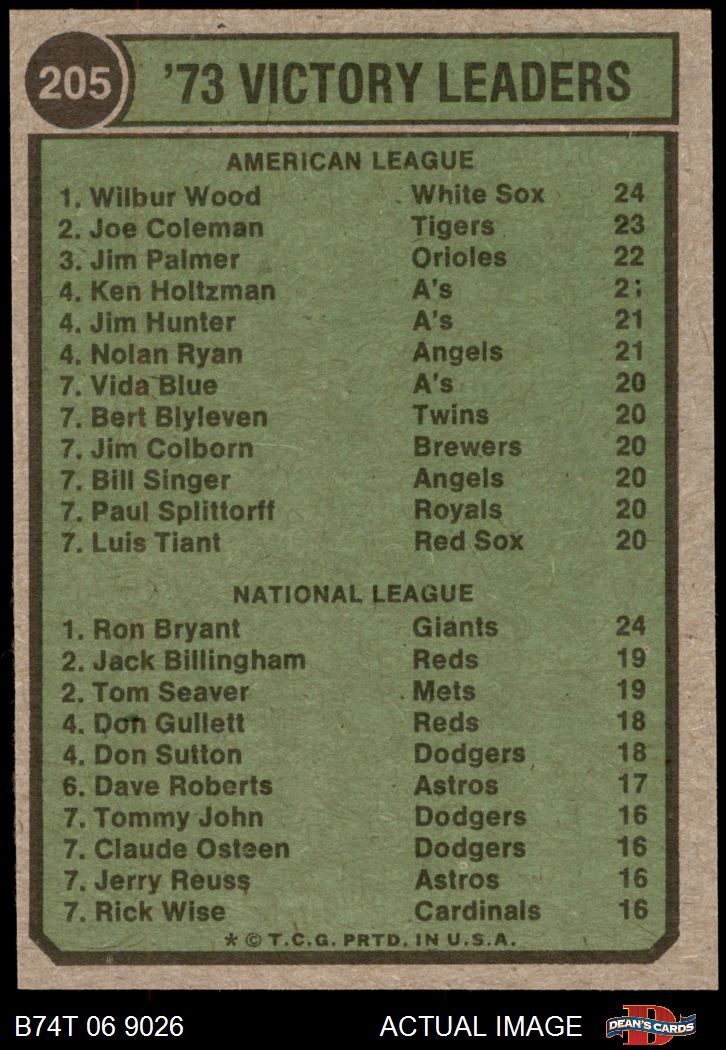 205 '73 VICTORY LEADERS
AMERICAN LEAGUE
1. Wilbur Wood White Sox 24
2. Joe Coleman Tigers 23
3. Jim Palmer Orioles 22
4. Ken Holtzman A's 21
4. Jim Hunter A's 21
4. Nolan Ryan Angels 21
7. Vida Blue A's 20
7. Bert Blyleven Twins 20
7. Jim Colborn Brewers 20
7. Bill Singer Angels 20
7. Paul Splittorff Royals 20
7. Luis Tiant Red Sox 20
NATIONAL LEAGUE
1. Ron Bryant Giants 24
2. Jack Billingham Reds 19
2. Tom Seaver Mets 19
4. Don Gullett Reds 18
4. Don Sutton Dodgers 18
6. Dave Roberts Astros 17
7. Tommy John Dodgers 16
7. Claude Osteen Dodgers 16
7. Jerry Reuss Astros 16
7. Rick Wise Cardinals 16
* © T.C.G. PRTD. IN U.S.A.
B74T 06 9026 ACTUAL IMAGE D DEAN'S CARDS